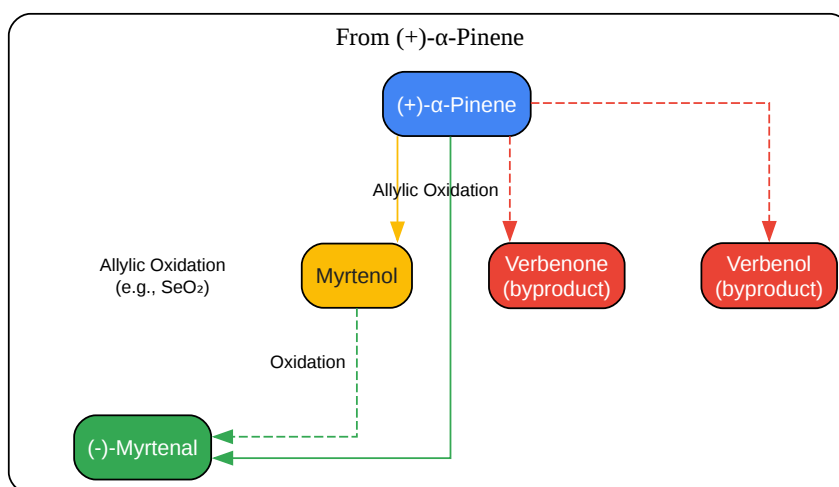 From (+)-α-Pinene
(+)-α-Pinene
Allylic Oxidation
Allylic Oxidation
(e.g., SeO₂)
Myrtenol
Verbenone
(byproduct)
Verbenol
(byproduct)
Oxidation
(-)-Myrtenal